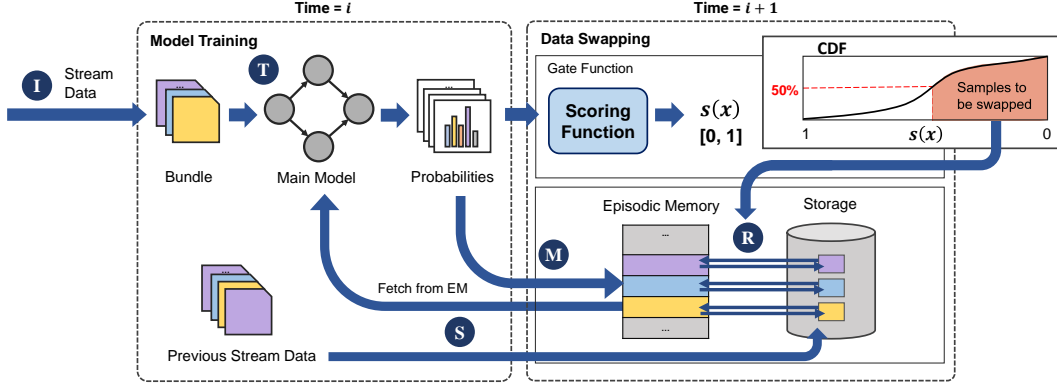 Time = i
Time = i + 1
Model Training
Data Swapping
I
Stream
Data
T
...
Bundle
Main Model
Probabilities
Gate Function
Scoring
Function
s(x)
[0, 1]
CDF
50%
Samples to
be swapped
1
s(x)
0
Episodic Memory
Storage
R
...
M
Fetch from EM
...
...
Previous Stream Data
S